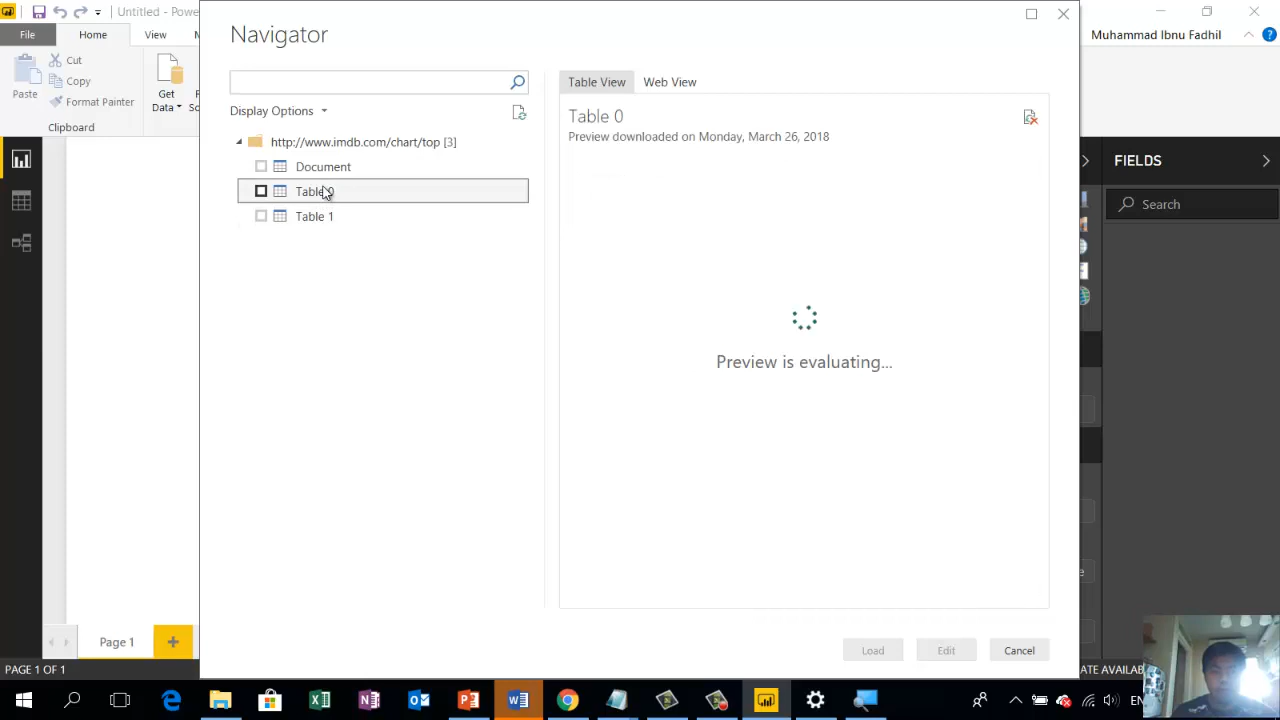 Untitled - Powe
Muhammad Ibnu Fadhil
File
Home
View
Paste
Cut
Copy
Format Painter
Clipboard
Get
Data
Navigator
Display Options
http://www.imdb.com/chart/top [3]
Document
Table 0
Table 1
Table View
Web View
Table 0
Preview downloaded on Monday, March 26, 2018
Preview is evaluating...
Load
Edit
Cancel
FIELDS
Search
Page 1
PAGE 1 OF 1
ATE AVAILAB